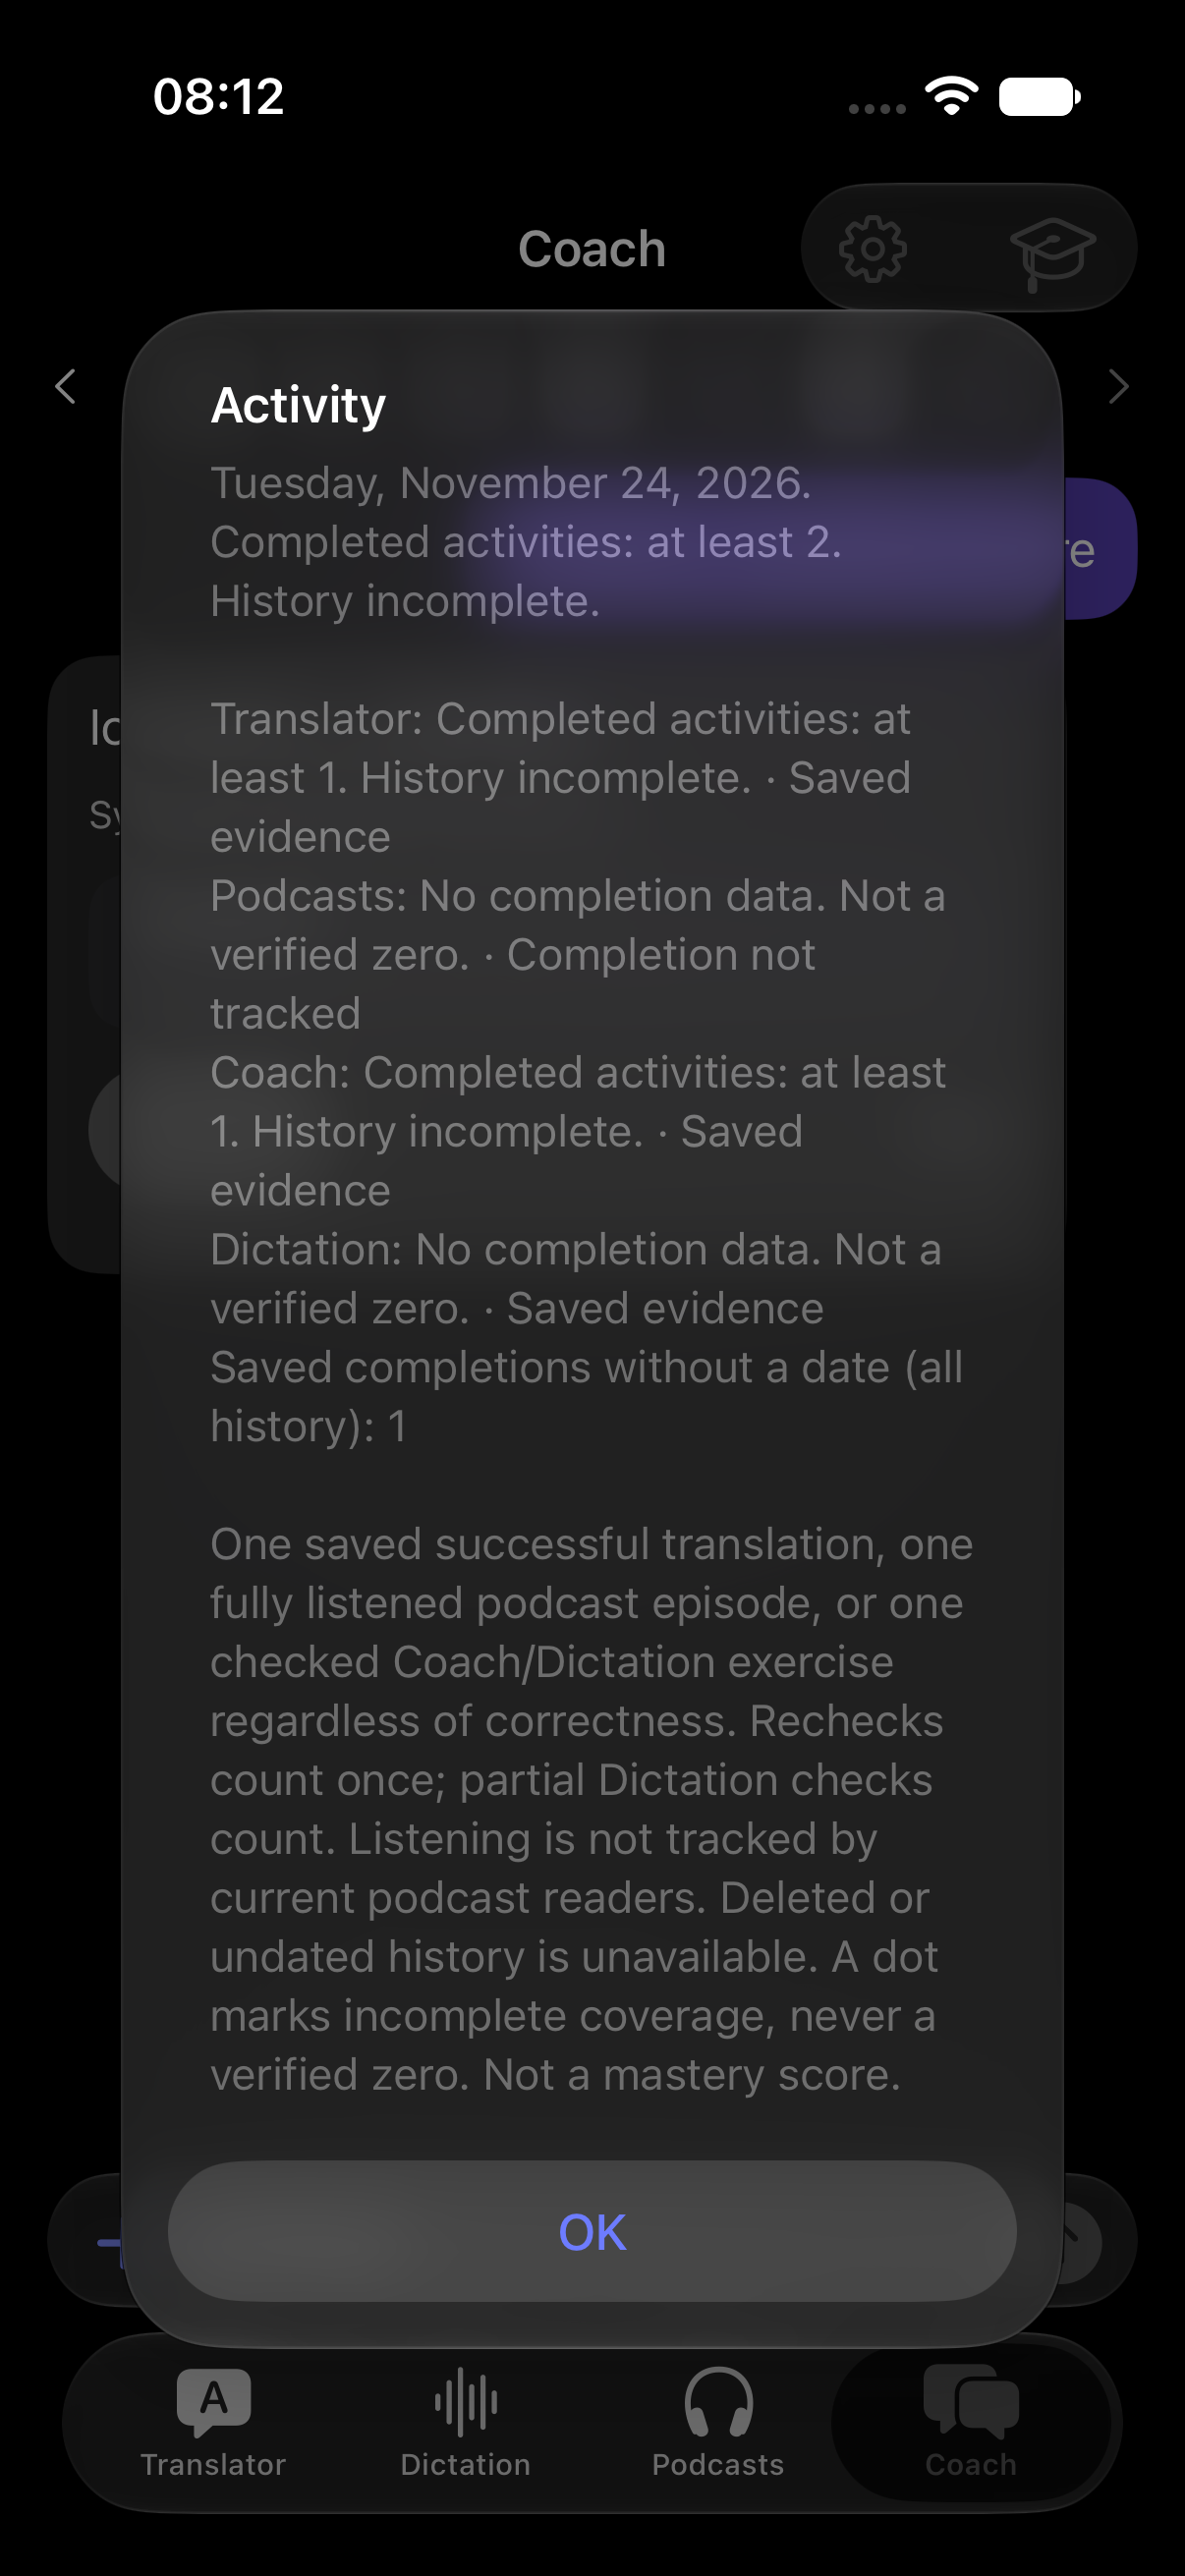 08:12
Coach
Activity
Tuesday, November 24, 2026.
Completed activities: at least 2.
History incomplete.
Translator: Completed activities: at
least 1. History incomplete. · Saved
evidence
Podcasts: No completion data. Not a
verified zero. · Completion not
tracked
Coach: Completed activities: at least
1. History incomplete. · Saved
evidence
Dictation: No completion data. Not a
verified zero. · Saved evidence
Saved completions without a date (all
history): 1
One saved successful translation, one
fully listened podcast episode, or one
checked Coach/Dictation exercise
regardless of correctness. Rechecks
count once; partial Dictation checks
count. Listening is not tracked by
current podcast readers. Deleted or
undated history is unavailable. A dot
marks incomplete coverage, never a
verified zero. Not a mastery score.
OK
A
Translator
Dictation
Podcasts
Coach